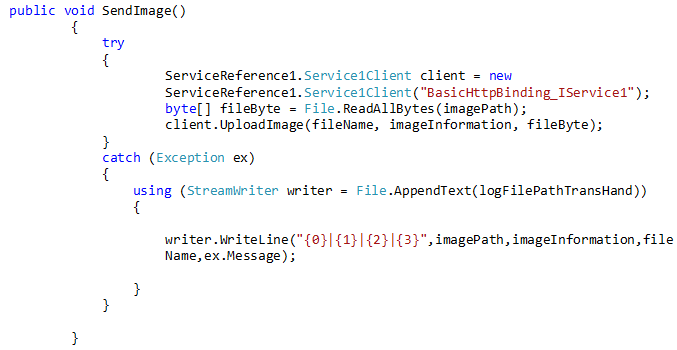 public void SendImage()
{
try
{
ServiceReference1.Service1Client client = new
ServiceReference1.Service1Client("BasicHttpBinding_IService1");
byte[] fileByte = File.ReadAllBytes(imagePath);
client.UploadImage(fileName, imageInformation, fileByte);
}
catch (Exception ex)
{
using (StreamWriter writer = File.AppendText(logFilePathTransHand))
{
writer.WriteLine("{0}|{1}|{2}|{3}",imagePath,imageInformation,file
Name,ex.Message);
}
}
}